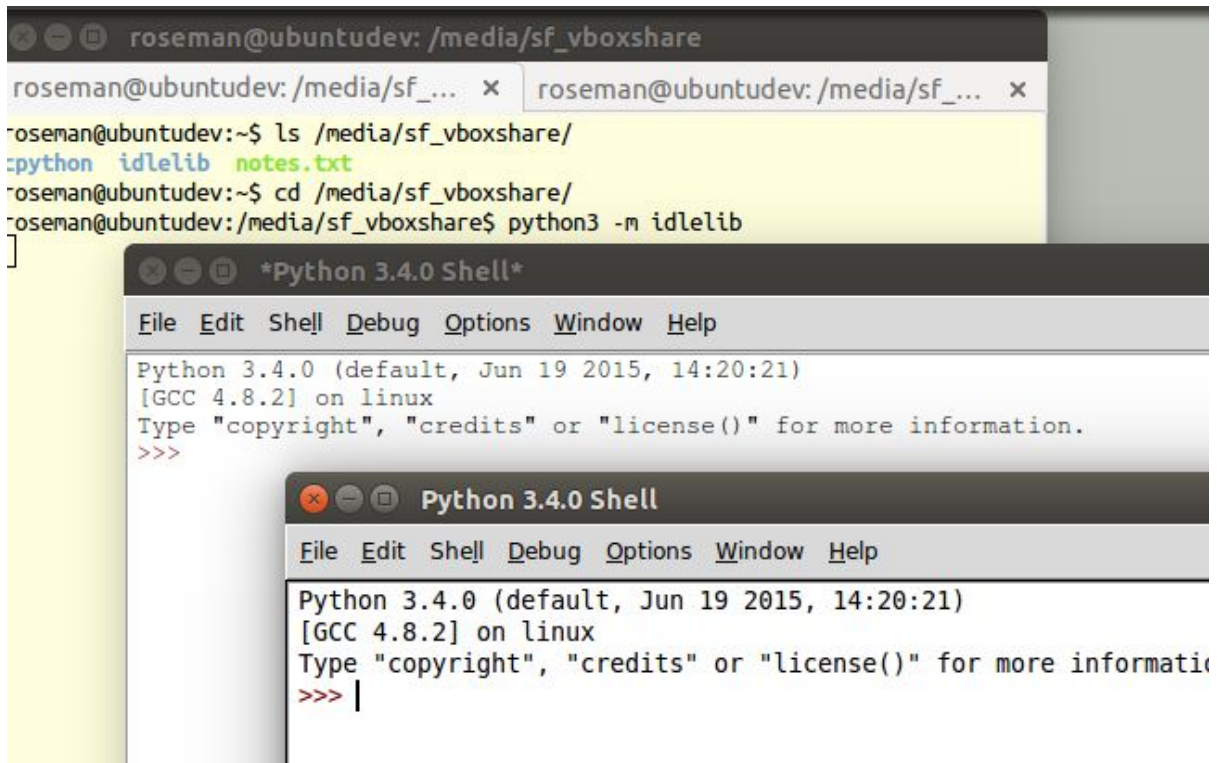 roseman@ubuntudev: /media/sf_vboxshare
roseman@ubuntudev: /media/sf_... × roseman@ubuntudev: /media/sf_... ×
roseman@ubuntudev:~$ ls /media/sf_vboxshare/
cpython idlelib notes.txt
roseman@ubuntudev:~$ cd /media/sf_vboxshare/
roseman@ubuntudev:/media/sf_vboxshare$ python3 -m idlelib
*Python 3.4.0 Shell*
File Edit Shell Debug Options Window Help
Python 3.4.0 (default, Jun 19 2015, 14:20:21)
[GCC 4.8.2] on linux
Type "copyright", "credits" or "license()" for more information.
>>>
Python 3.4.0 Shell
File Edit Shell Debug Options Window Help
Python 3.4.0 (default, Jun 19 2015, 14:20:21)
[GCC 4.8.2] on linux
Type "copyright", "credits" or "license()" for more informatio
>>>